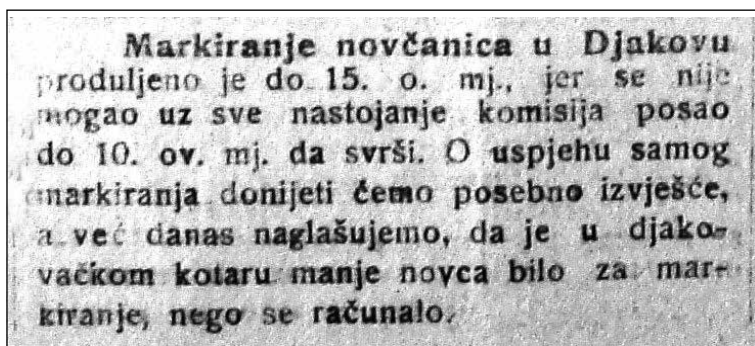 Markiranje novčanica u Djakovu
produljeno je do 15. o. mj., jer se nije
mogao uz sve nastojanje komisija posao
do 10. ov. mj. da svrši. O uspjehu samog
markiranja donijeti ćemo posebno izvješće,
a već danas naglašujemo, da je u djako-
vačkom kotaru manje novca bilo za mar-
kiranje, nego se računalo.